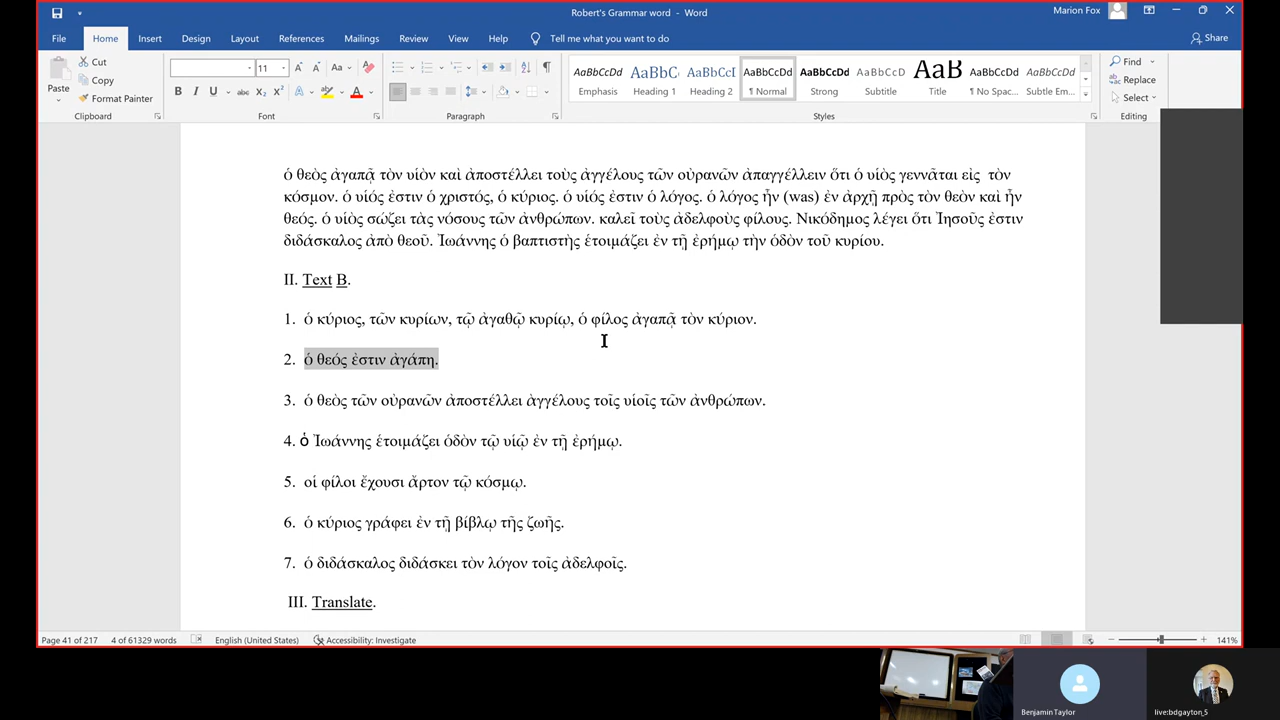 Robert's Grammar word - Word
Marion Fox
File Home Insert Design Layout References Mailings Review View Help Tell me what you want to do Share
Paste Cut Copy Format Painter
11
AaBbCcDd AaBbC AaBbCcI AaBbCcDd AaBbCcDd AaBbCcD AaB AaBbCcDd AaBbCcDd
Emphasis Heading 1 Heading 2 ¶ Normal Strong Subtitle Title ¶ No Spac... Subtle Em...
Find Replace Select
Clipboard Font Paragraph Styles Editing
ὁ θεὸς ἀγαπᾷ τὸν υἱὸν καὶ ἀποστέλλει τοὺς ἀγγέλους τῶν οὐρανῶν ἀπαγγέλλειν ὅτι ὁ υἱὸς γεννᾶται εἰς τὸν
κόσμον. ὁ υἱός ἐστιν ὁ χριστός, ὁ κύριος. ὁ υἱός ἐστιν ὁ λόγος. ὁ λόγος ἦν (was) ἐν ἀρχῇ πρὸς τὸν θεὸν καὶ ἦν
θεός. ὁ υἱὸς σῴζει τὰς νόσους τῶν ἀνθρώπων. καλεῖ τοὺς ἀδελφοὺς φίλους. Νικόδημος λέγει ὅτι Ἰησοῦς ἐστιν
διδάσκαλος ἀπὸ θεοῦ. Ἰωάννης ὁ βαπτιστὴς ἑτοιμάζει ἐν τῇ ἐρήμῳ τὴν ὁδὸν τοῦ κυρίου.
II. Text B.
1. ὁ κύριος, τῶν κυρίων, τῷ ἀγαθῷ κυρίῳ, ὁ φίλος ἀγαπᾷ τὸν κύριον.
2. ὁ θεός ἐστιν ἀγάπη.
3. ὁ θεὸς τῶν οὐρανῶν ἀποστέλλει ἀγγέλους τοῖς υἱοῖς τῶν ἀνθρώπων.
4. ὁ Ἰωάννης ἑτοιμάζει ὁδὸν τῷ υἱῷ ἐν τῇ ἐρήμῳ.
5. οἱ φίλοι ἔχουσι ἄρτον τῷ κόσμῳ.
6. ὁ κύριος γράφει ἐν τῇ βίβλῳ τῆς ζωῆς.
7. ὁ διδάσκαλος διδάσκει τὸν λόγον τοῖς ἀδελφοῖς.
III. Translate.
Page 41 of 217 4 of 61329 words English (United States) Accessibility: Investigate 141%
Benjamin Taylor
live:bdgayton_5